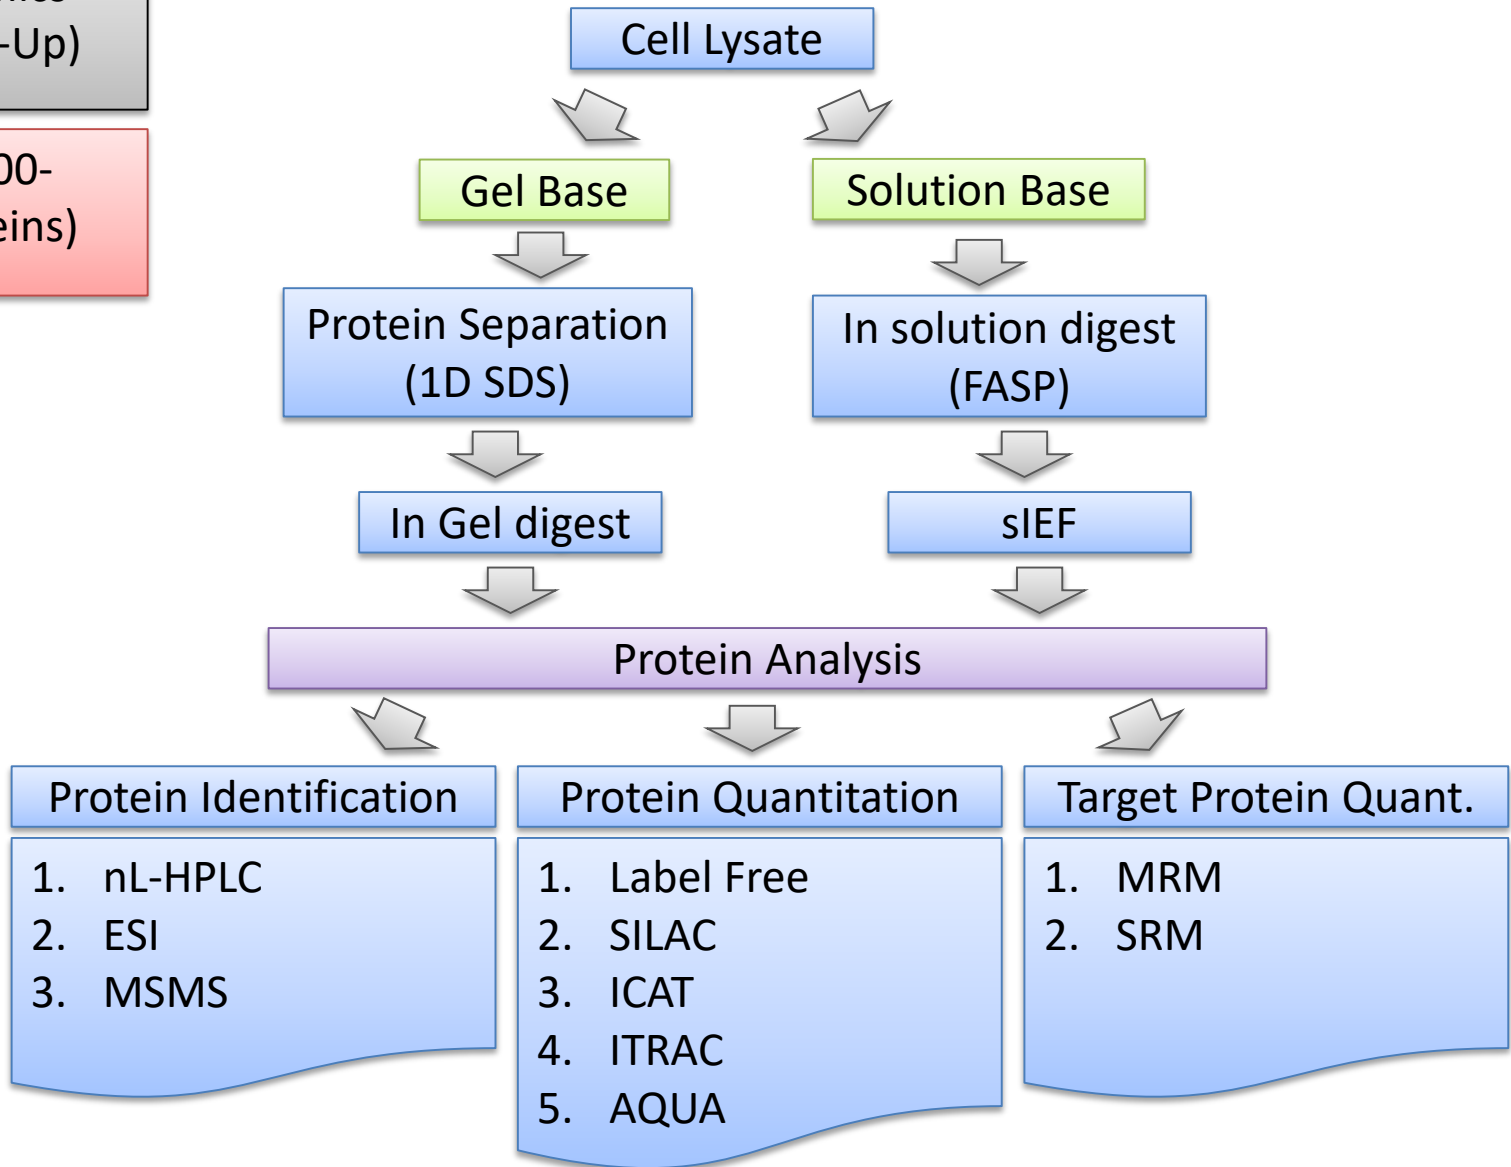 -Up)
00-
eins)
Cell Lysate
Gel Base
Solution Base
Protein Separation
(1D SDS)
In solution digest
(FASP)
In Gel digest
sIEF
Protein Analysis
Protein Identification
1. nL-HPLC
2. ESI
3. MSMS
Protein Quantitation
1. Label Free
2. SILAC
3. ICAT
4. ITRAC
5. AQUA
Target Protein Quant.
1. MRM
2. SRM